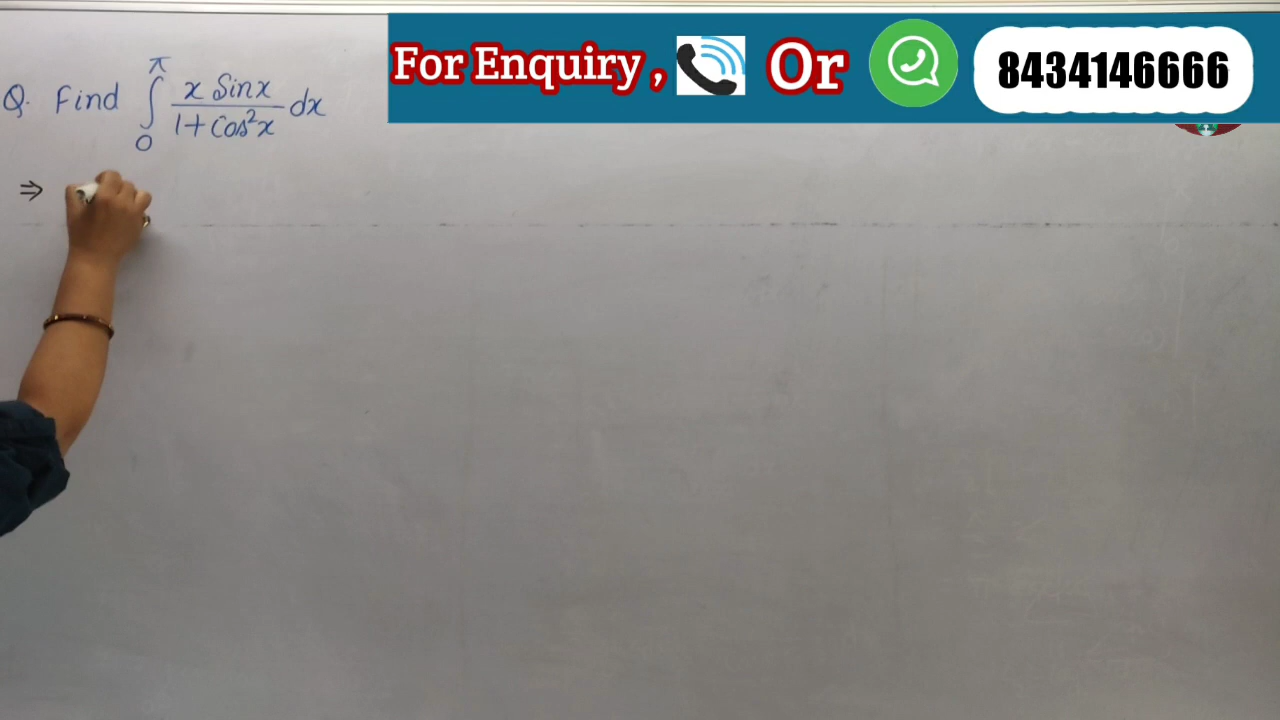 For Enquiry , Or 8434146666
Q. Find ∫₀^π x Sinx / 1+Cos²x dx
⇒